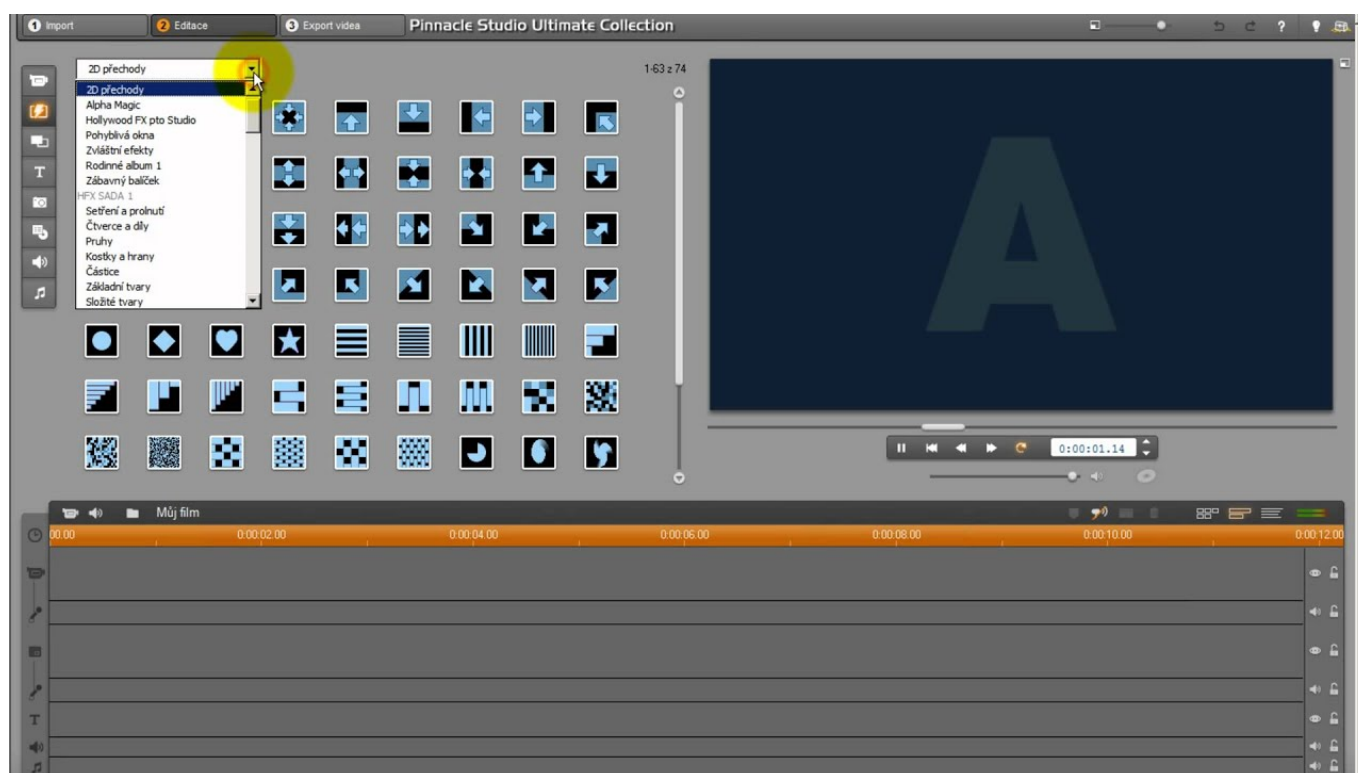 1 Import
2 Editace
3 Export videa
Pinnacle Studio Ultimate Collection
?
2D přechody
1-63 z 74
2D přechody
Alpha Magic
Hollywood FX pto Studio
Pohyblivá okna
Zvláštní efekty
Rodinné album 1
Zábavný balíček
HFX SADA 1
Setření a prolnutí
Čtverce a díly
Pruhy
Kostky a hrany
Částice
Základní tvary
Složité tvary
T
A
0:00:01.14
Můj film
00.00 0:00:02.00 0:00:04.00 0:00:06.00 0:00:08.00 0:00:10.00 0:00:12.00
T